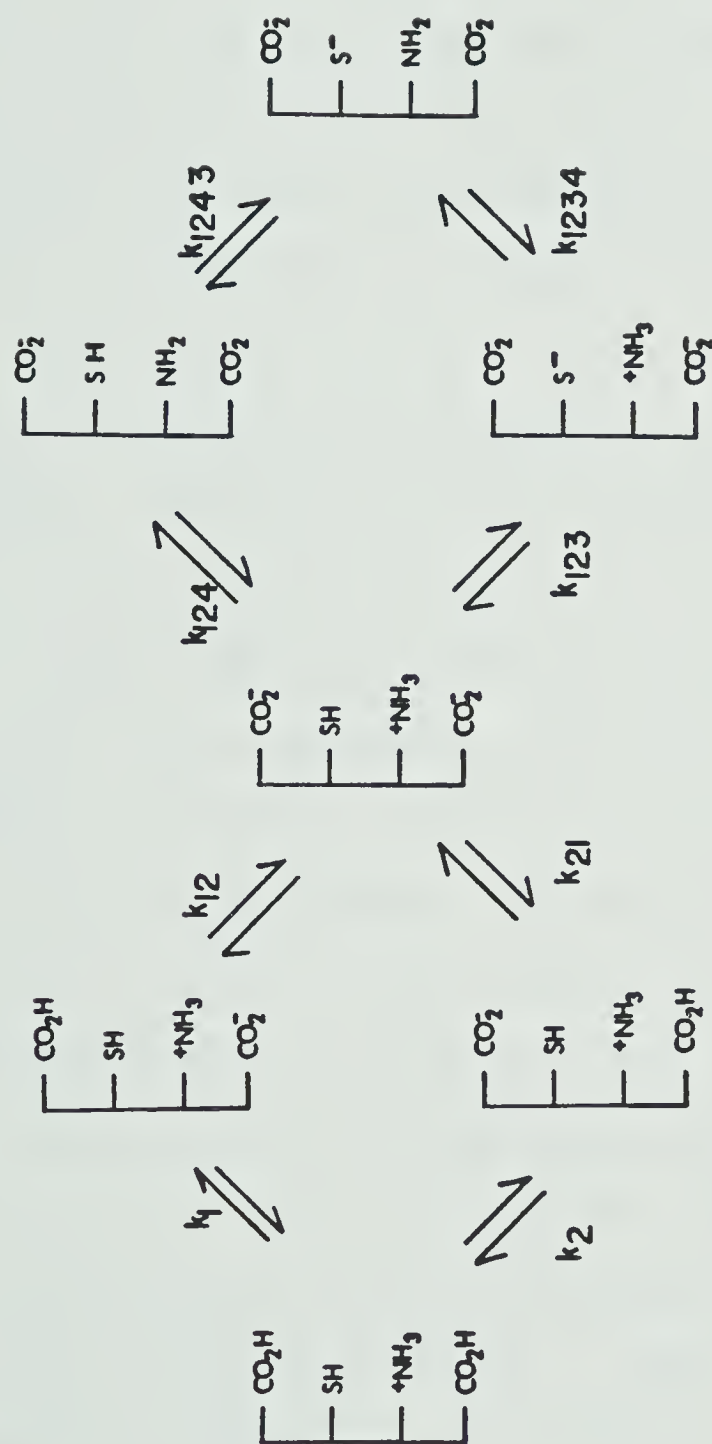 CO₂⁻
S⁻
NH₂
CO₂⁻
k₁₂₄₃
k₁₂₃₄
CO₂⁻
SH
NH₂
CO₂⁻
CO₂⁻
S⁻
+NH₃
CO₂⁻
k₁₂₄
k₁₂₃
CO₂⁻
SH
+NH₃
CO₂⁻
k₁₂
k₂₁
CO₂H
SH
+NH₃
CO₂⁻
CO₂⁻
SH
+NH₃
CO₂H
k₁
k₂
CO₂H
SH
+NH₃
CO₂H